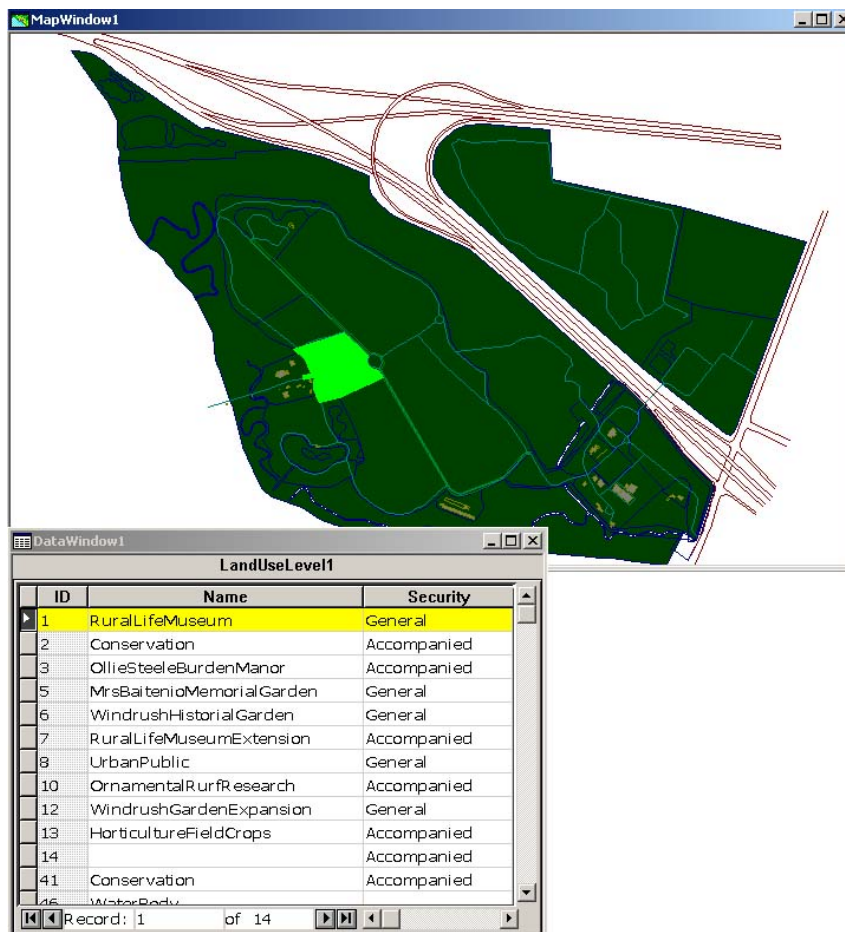 MapWindow1
DataWindow1
LandUseLevel1
ID Name Security
1 RuralLifeMuseum General
2 Conservation Accompanied
3 OllieSteeleBurdenManor Accompanied
5 MrsBaitenioMemorialGarden General
6 WindrushHistorialGarden General
7 RuralLifeMuseumExtension Accompanied
8 UrbanPublic General
10 OrnamentalRurfResearch Accompanied
12 WindrushGardenExpansion General
13 HorticultureFieldCrops Accompanied
14 Accompanied
41 Conservation Accompanied
46 WaterBody
Record: 1 of 14